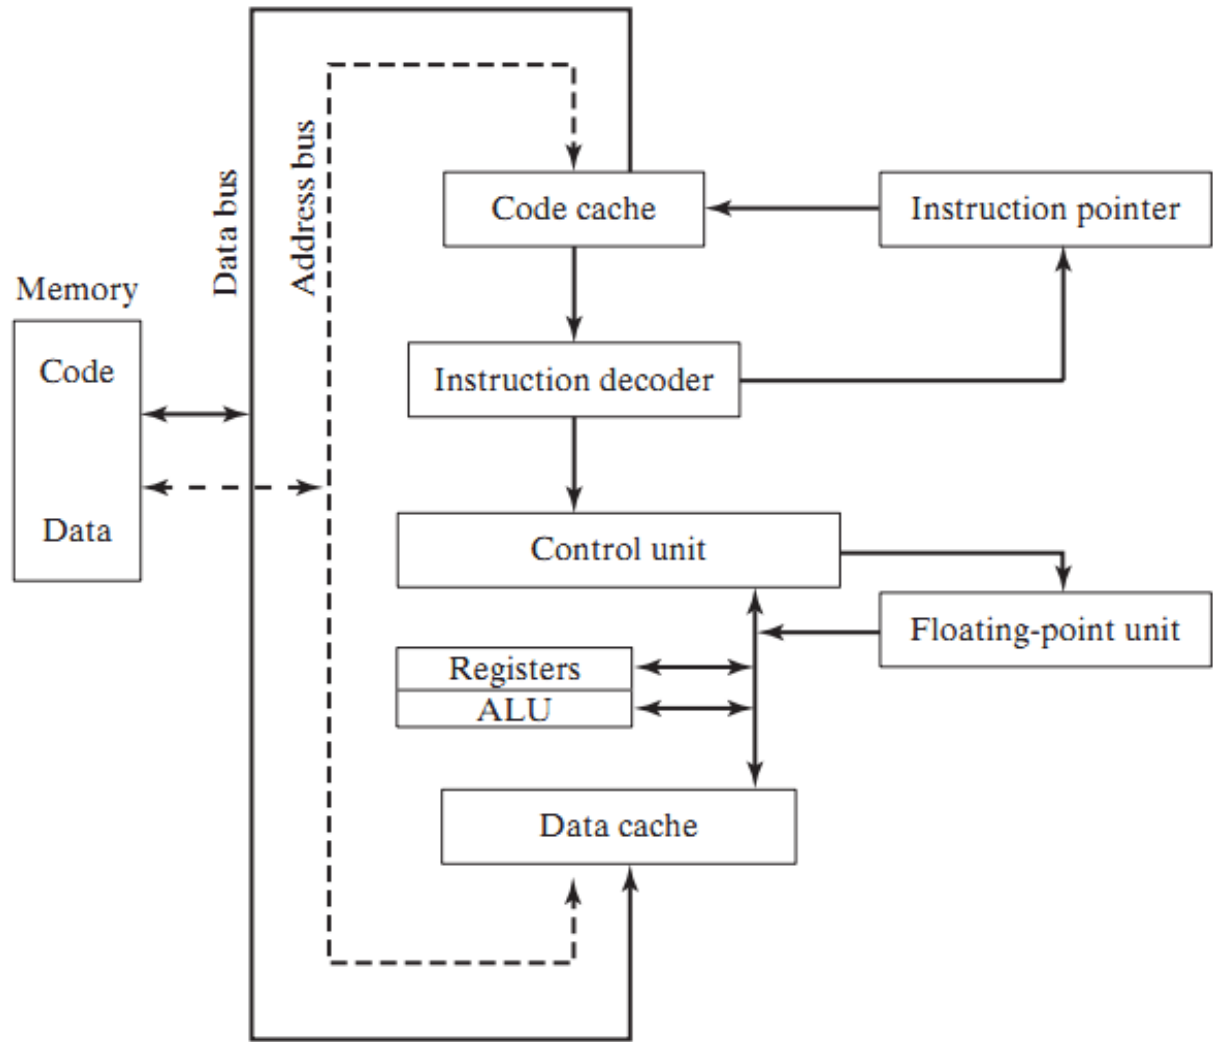 Data bus
Address bus
Code cache
Instruction pointer
Memory
Code
Data
Instruction decoder
Control unit
Floating-point unit
Registers
ALU
Data cache